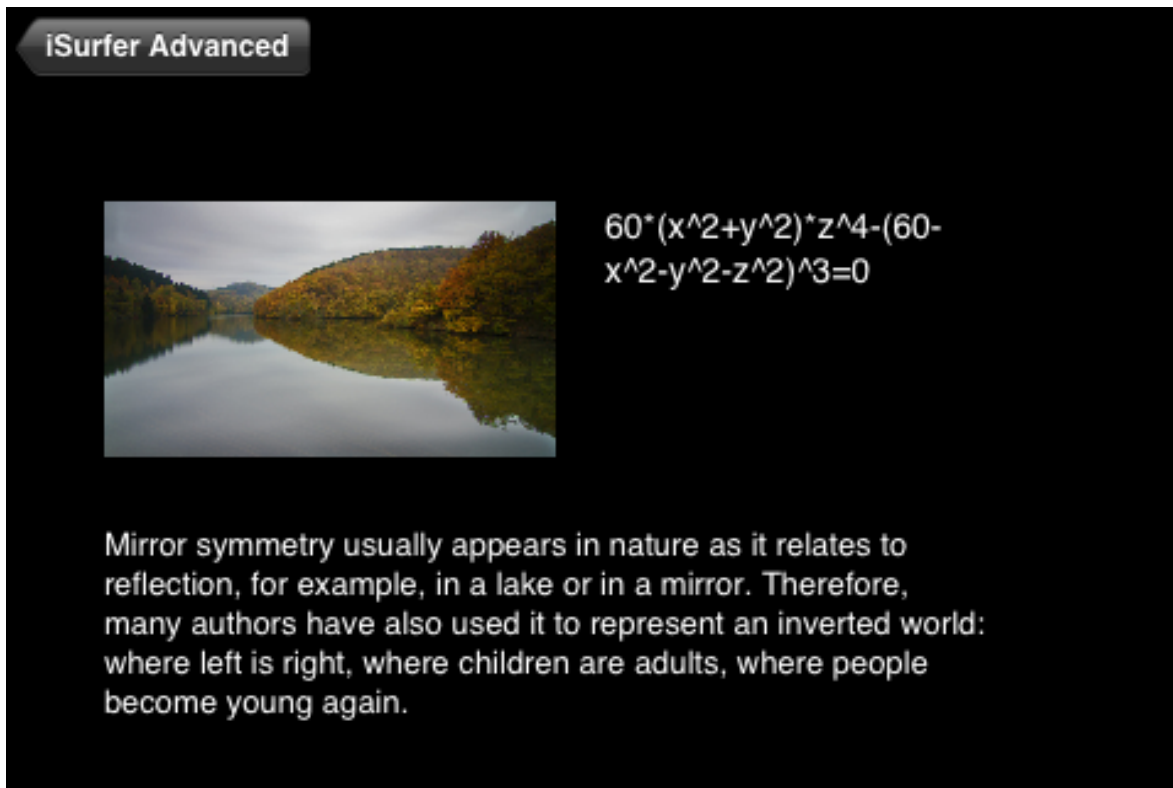 iSurfer Advanced
60*(x^2+y^2)*z^4-(60-
x^2-y^2-z^2)^3=0
Mirror symmetry usually appears in nature as it relates to
reflection, for example, in a lake or in a mirror. Therefore,
many authors have also used it to represent an inverted world:
where left is right, where children are adults, where people
become young again.